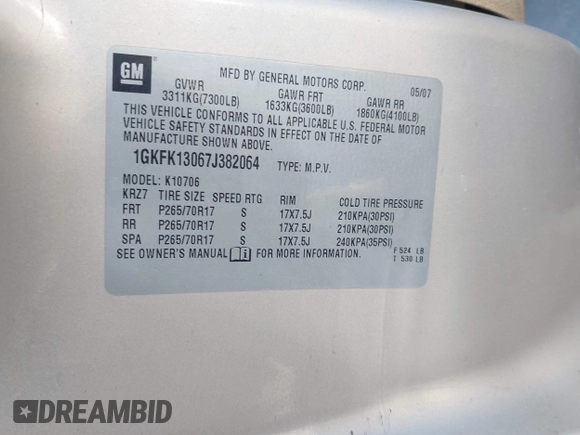 GM
MFD BY GENERAL MOTORS CORP. 05/07
GVWR GAWR FRT GAWR RR
3311KG(7300LB) 1633KG(3600LB) 1860KG(4100LB)
THIS VEHICLE CONFORMS TO ALL APPLICABLE U.S. FEDERAL MOTOR
VEHICLE SAFETY STANDARDS IN EFFECT ON THE DATE OF
MANUFACTURE SHOWN ABOVE.
1GKFK13067J382064 TYPE: M.P.V.
MODEL: K10706
KRZ7 TIRE SIZE SPEED RTG RIM COLD TIRE PRESSURE
FRT P265/70R17 S 17X7.5J 210KPA(30PSI)
RR P265/70R17 S 17X7.5J 210KPA(30PSI)
SPA P265/70R17 S 17X7.5J 240KPA(35PSI)
SEE OWNER'S MANUAL i FOR MORE INFORMATION.
F 524 LB
T 530 LB
DREAMBID